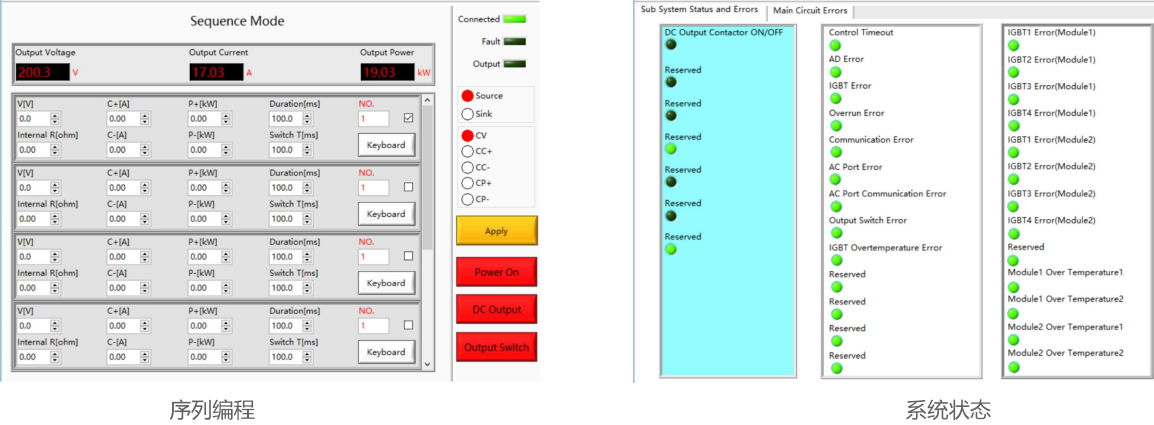 Sequence Mode
Output Voltage Output Current Output Power
200.3 V 17.03 A 19.03 kW
V[V] C+[A] P+[kW] Duration[ms] NO.
0.0 0.00 0.00 100.0 1
Internal R[ohm] C-[A] P-[kW] Switch T[ms]
0.00 0.00 0.00 100.0 Keyboard
V[V] C+[A] P+[kW] Duration[ms] NO.
0.0 0.00 0.00 100.0 1
Internal R[ohm] C-[A] P-[kW] Switch T[ms]
0.00 0.00 0.00 100.0 Keyboard
V[V] C+[A] P+[kW] Duration[ms] NO.
0.0 0.00 0.00 100.0 1
Internal R[ohm] C-[A] P-[kW] Switch T[ms]
0.00 0.00 0.00 100.0 Keyboard
V[V] C+[A] P+[kW] Duration[ms] NO.
0.0 0.00 0.00 100.0 1
Internal R[ohm] C-[A] P-[kW] Switch T[ms]
0.00 0.00 0.00 100.0 Keyboard
Connected
Fault
Output
Source
Sink
CV
CC+
CC-
CP+
CP-
Apply
Power On
DC Output
Output Switch
序列编程
Sub System Status and Errors Main Circuit Errors
DC Output Contactor ON/OFF
Reserved
Reserved
Reserved
Reserved
Reserved
Reserved
Control Timeout
AD Error
IGBT Error
Overrun Error
Communication Error
AC Port Error
AC Port Communication Error
Output Switch Error
IGBT Overtemperature Error
Reserved
Reserved
Reserved
Reserved
IGBT1 Error(Module1)
IGBT2 Error(Module1)
IGBT3 Error(Module1)
IGBT4 Error(Module1)
IGBT1 Error(Module2)
IGBT2 Error(Module2)
IGBT3 Error(Module2)
IGBT4 Error(Module2)
Reserved
Module1 Over Temperature1
Module1 Over Temperature2
Module2 Over Temperature1
Module2 Over Temperature2
系统状态